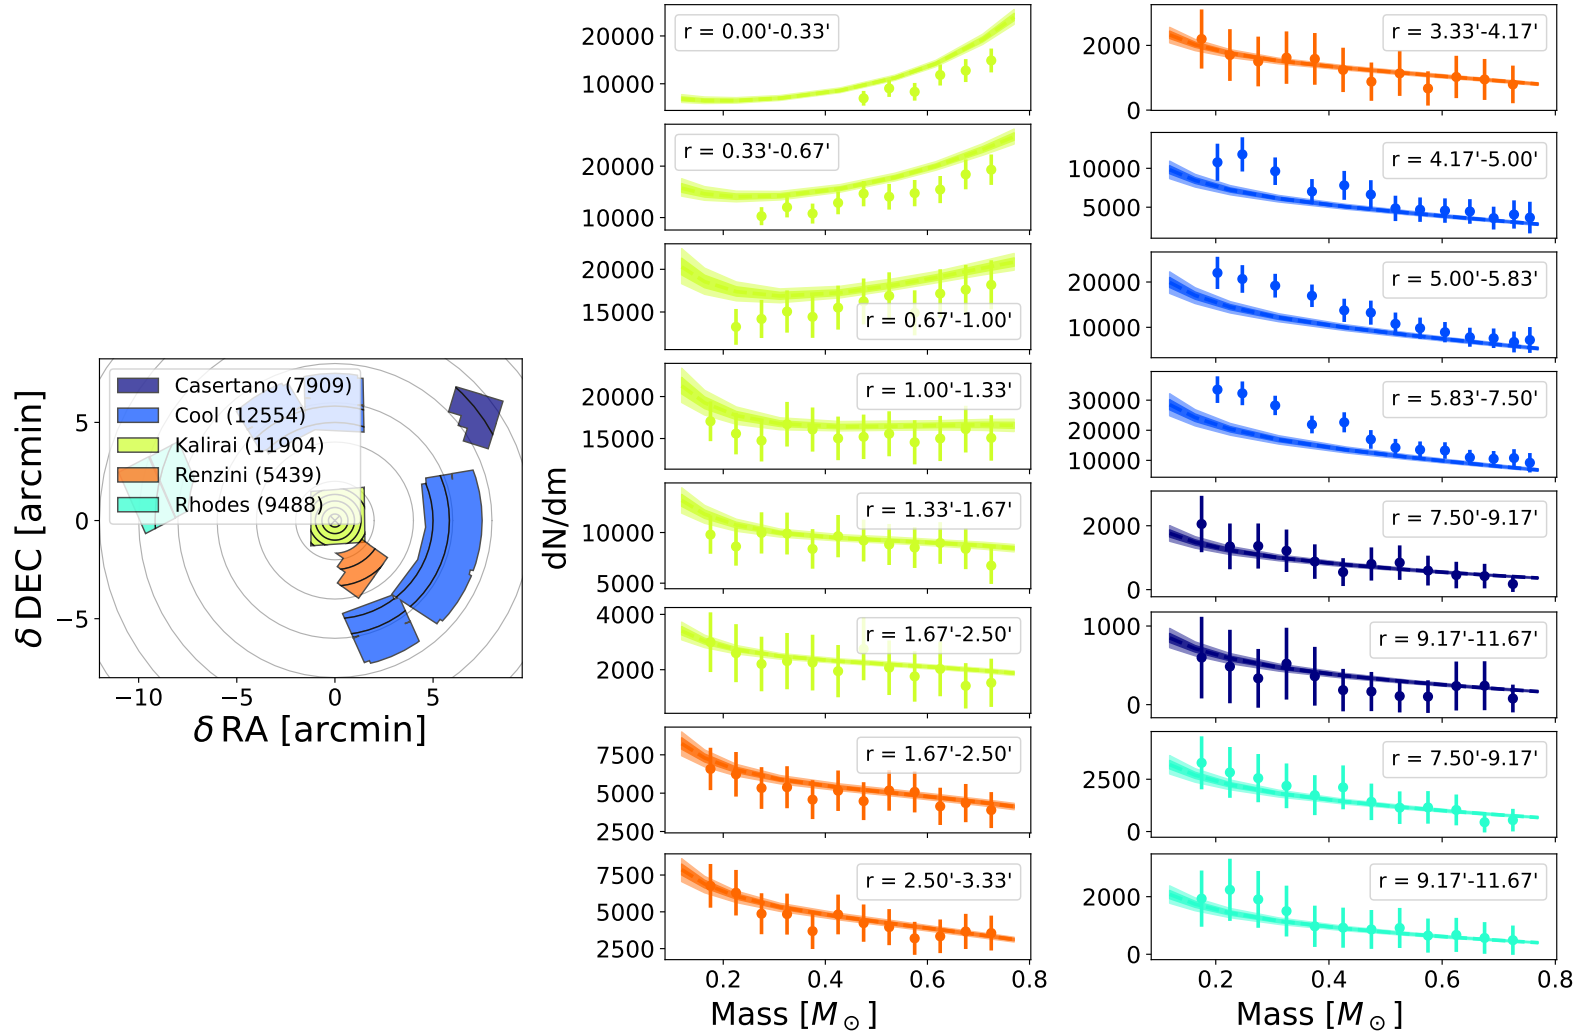 Casertano (7909)
Cool (12554)
Kalirai (11904)
Renzini (5439)
Rhodes (9488)
5
0
−5
−10
−5
0
5
δ RA [arcmin]
δ DEC [arcmin]
dN/dm
r = 0.00'-0.33'
20000
10000
r = 0.33'-0.67'
20000
10000
r = 0.67'-1.00'
20000
15000
r = 1.00'-1.33'
20000
15000
r = 1.33'-1.67'
10000
5000
r = 1.67'-2.50'
4000
2000
r = 1.67'-2.50'
7500
5000
2500
r = 2.50'-3.33'
7500
5000
2500
0.2
0.4
0.6
0.8
Mass [M⊙]
r = 3.33'-4.17'
2000
0
r = 4.17'-5.00'
10000
5000
r = 5.00'-5.83'
20000
10000
r = 5.83'-7.50'
30000
20000
10000
r = 7.50'-9.17'
2000
0
r = 9.17'-11.67'
1000
0
r = 7.50'-9.17'
2500
0
r = 9.17'-11.67'
2000
0
0.2
0.4
0.6
0.8
Mass [M⊙]